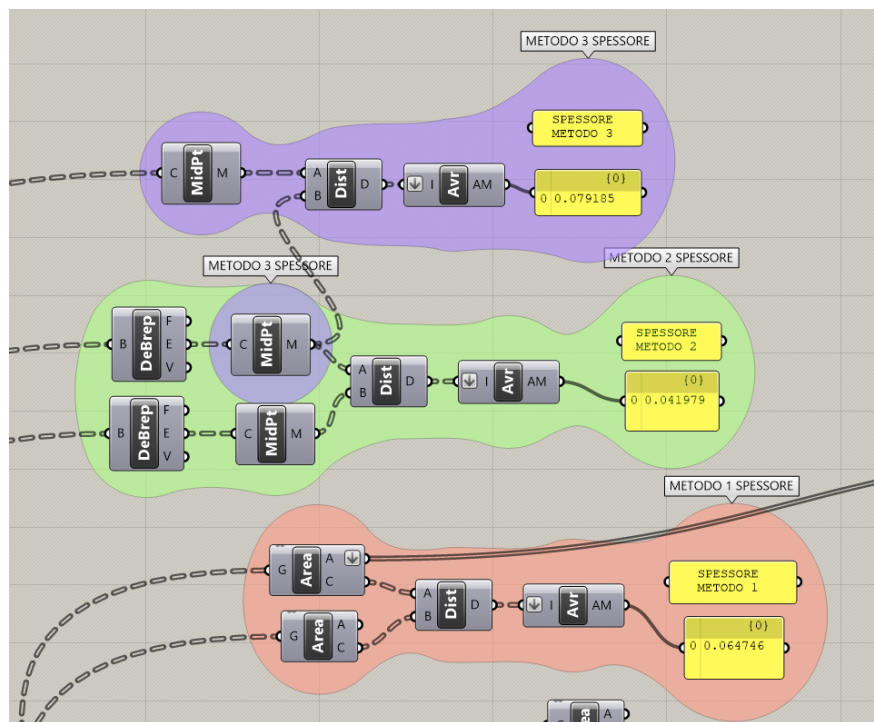 METODO 3 SPESSORE
SPESSORE
METODO 3
C MidPt M
A
B
Dist
D
I Avr AM
{0}
0 0.079185
METODO 3 SPESSORE
METODO 2 SPESSORE
B
DeBrep
F
E
V
C MidPt M
SPESSORE
METODO 2
A
B
Dist
D
I Avr AM
{0}
0 0.041979
B
DeBrep
F
E
V
C MidPt M
METODO 1 SPESSORE
G
Area
A
C
SPESSORE
METODO 1
A
B
Dist
D
I Avr AM
G
Area
A
C
{0}
0 0.064746
A